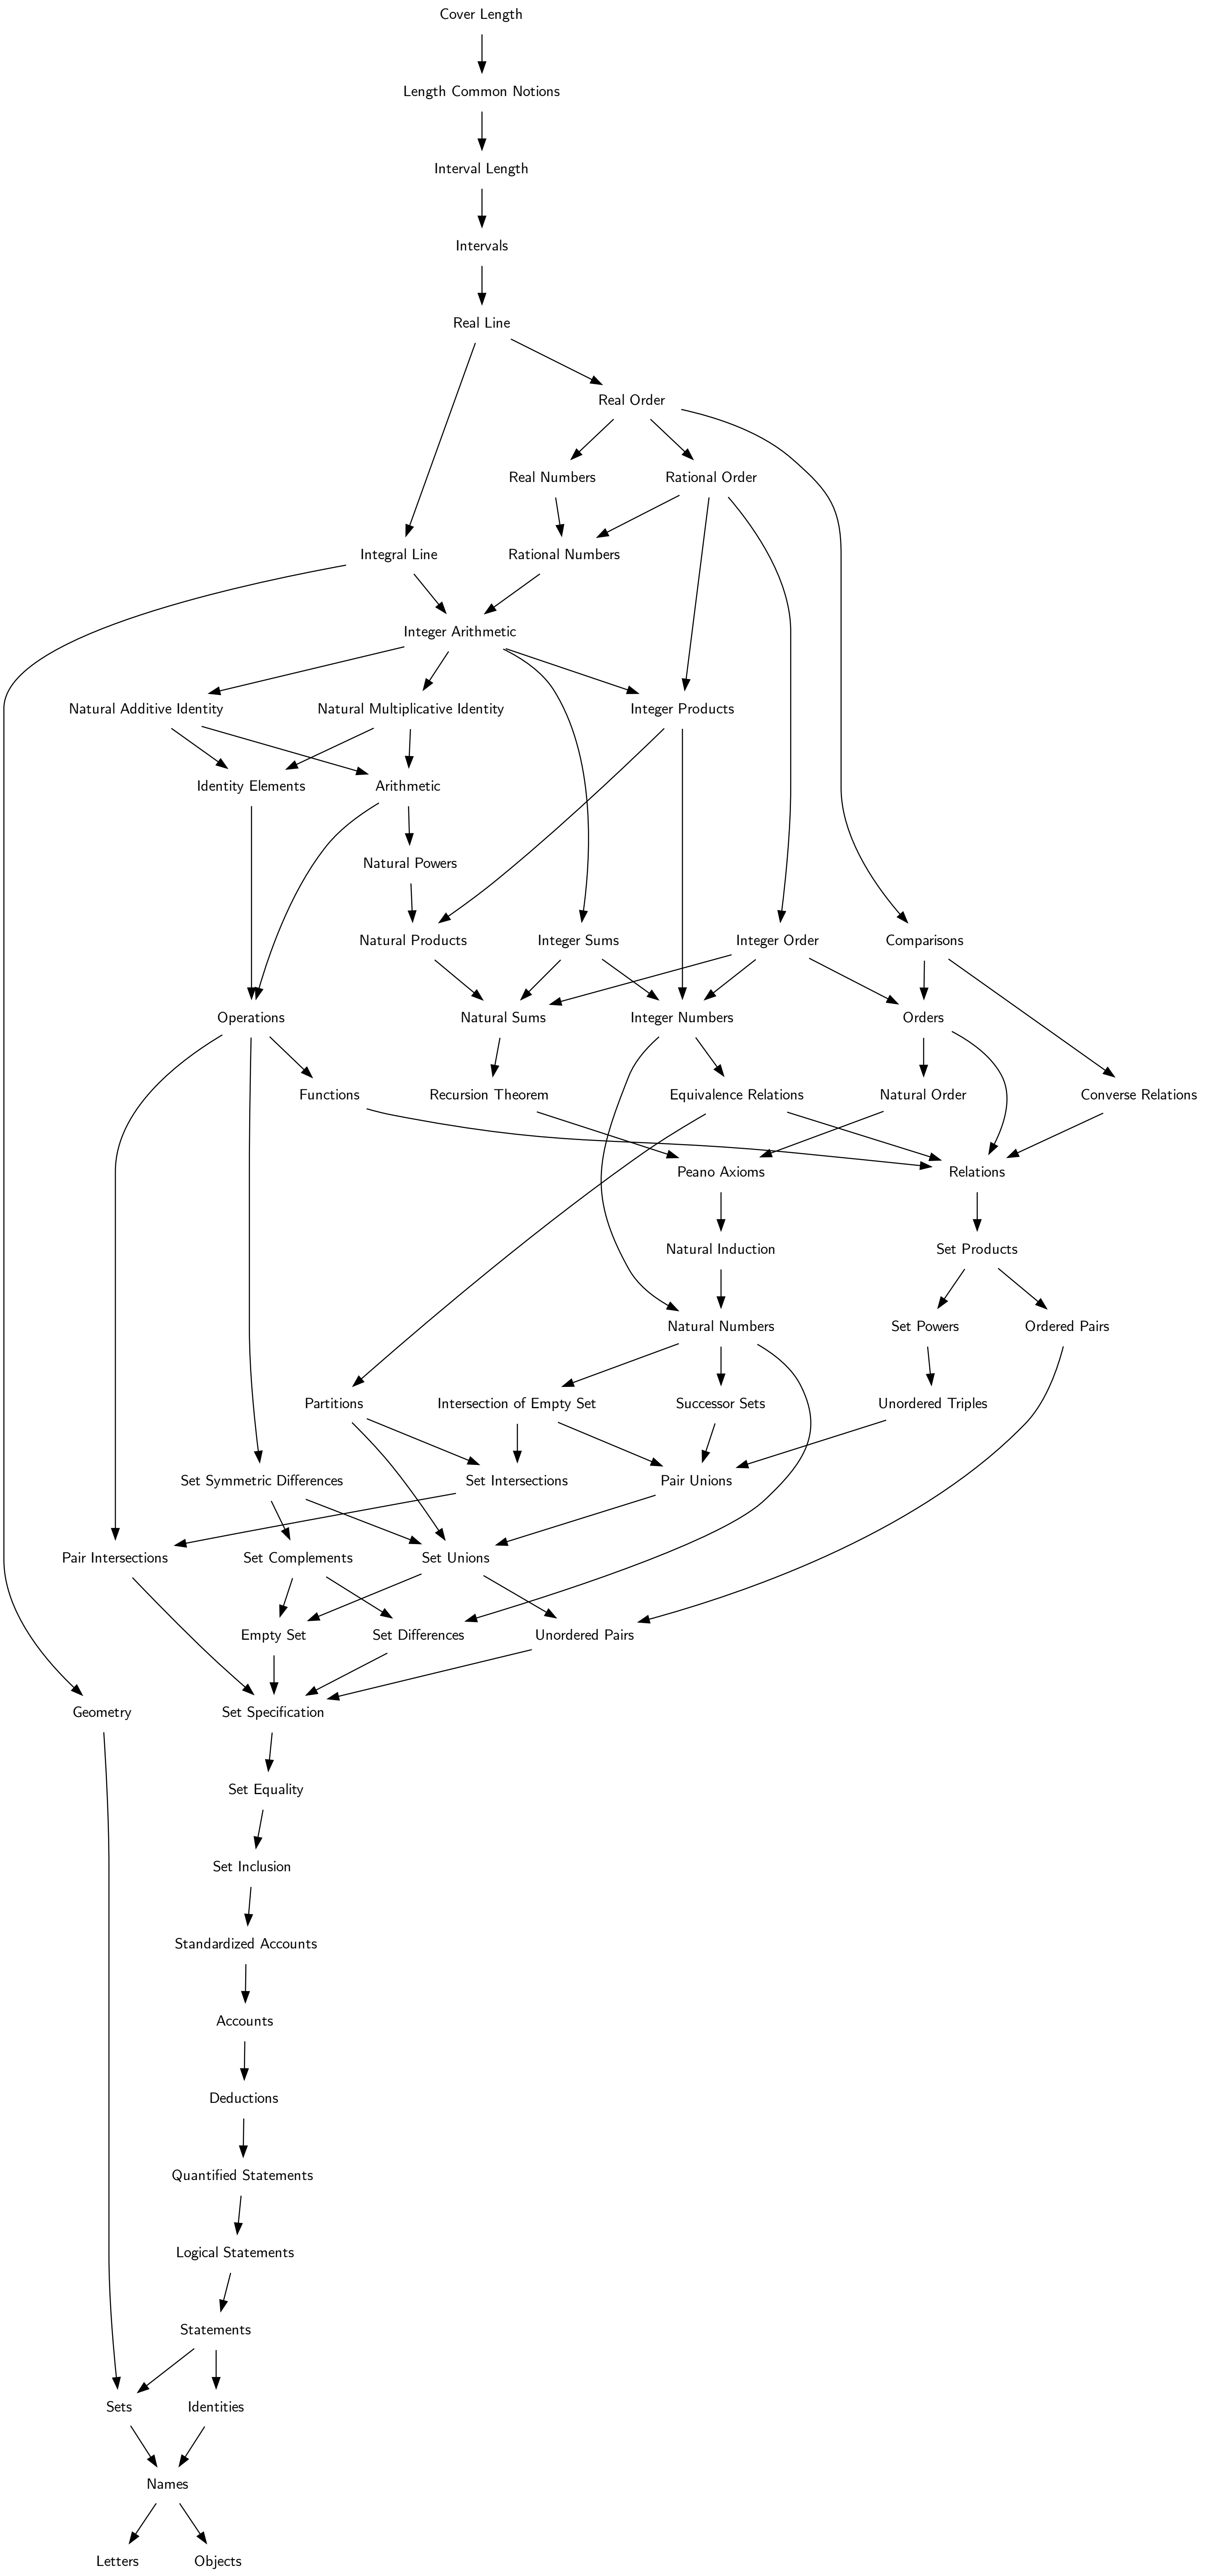 Cover Length
Length Common Notions
Interval Length
Intervals
Real Line
Real Order
Real Numbers
Rational Order
Integral Line
Rational Numbers
Integer Arithmetic
Natural Additive Identity
Natural Multiplicative Identity
Integer Products
Identity Elements
Arithmetic
Natural Powers
Natural Products
Integer Sums
Integer Order
Comparisons
Operations
Natural Sums
Integer Numbers
Orders
Functions
Recursion Theorem
Equivalence Relations
Natural Order
Converse Relations
Peano Axioms
Relations
Natural Induction
Set Products
Natural Numbers
Set Powers
Ordered Pairs
Partitions
Intersection of Empty Set
Successor Sets
Unordered Triples
Set Symmetric Differences
Set Intersections
Pair Unions
Pair Intersections
Set Complements
Set Unions
Empty Set
Set Differences
Unordered Pairs
Geometry
Set Specification
Set Equality
Set Inclusion
Standardized Accounts
Accounts
Deductions
Quantified Statements
Logical Statements
Statements
Sets
Identities
Names
Letters
Objects